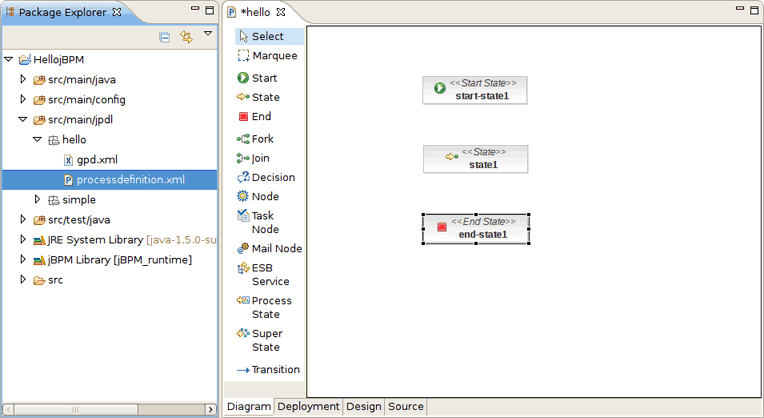 Package Explorer
HellojBPM
src/main/java
src/main/config
src/main/jpdl
hello
gpd.xml
processdefinition.xml
simple
src/test/java
JRE System Library [java-1.5.0-su
jBPM Library [jBPM_runtime]
src
*hello
Select
Marquee
Start
State
End
Fork
Join
Decision
Node
Task
Node
Mail Node
ESB
Service
Process
State
Super
State
Transition
<<Start State>>
start-state1
<<State>>
state1
<<End State>>
end-state1
Diagram Deployment Design Source